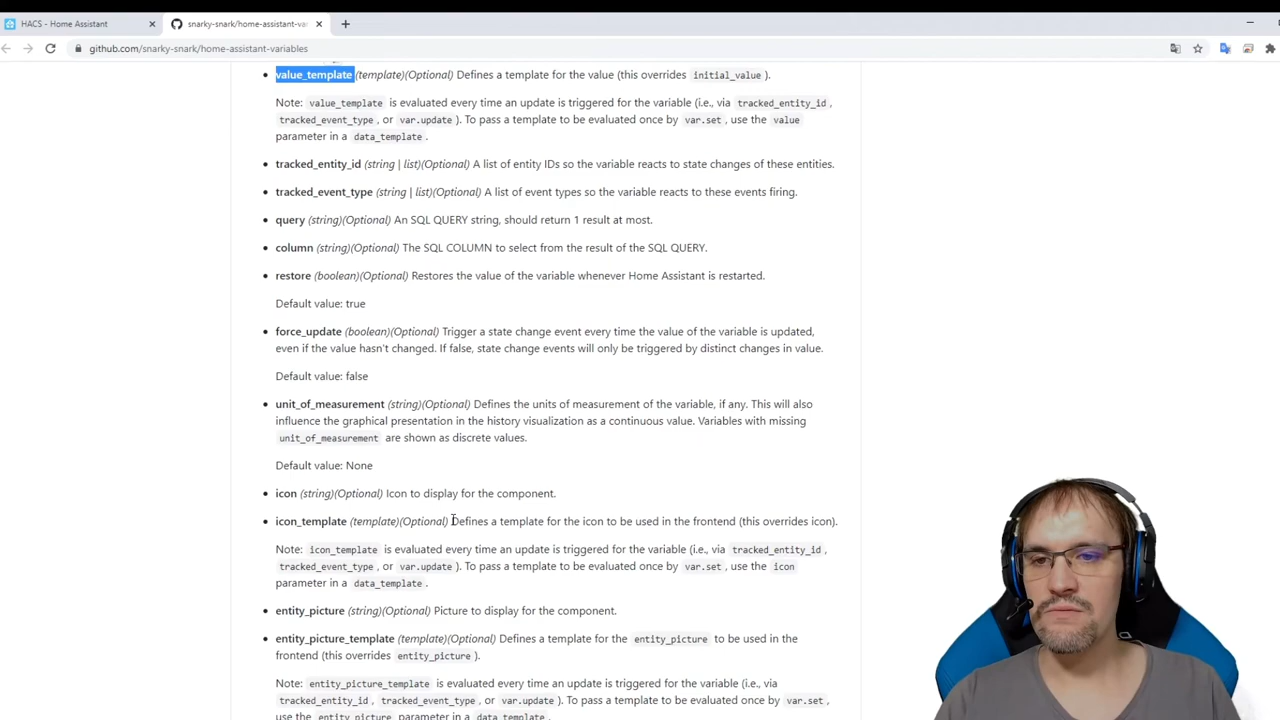 HACS - Home Assistant
snarky-snark/home-assistant-va
github.com/snarky-snark/home-assistant-variables
value_template (template)(Optional) Defines a template for the value (this overrides initial_value ).
Note: value_template is evaluated every time an update is triggered for the variable (i.e., via tracked_entity_id ,
tracked_event_type , or var.update ). To pass a template to be evaluated once by var.set , use the value
parameter in a data_template .
tracked_entity_id (string | list)(Optional) A list of entity IDs so the variable reacts to state changes of these entities.
tracked_event_type (string | list)(Optional) A list of event types so the variable reacts to these events firing.
query (string)(Optional) An SQL QUERY string, should return 1 result at most.
column (string)(Optional) The SQL COLUMN to select from the result of the SQL QUERY.
restore (boolean)(Optional) Restores the value of the variable whenever Home Assistant is restarted.
Default value: true
force_update (boolean)(Optional) Trigger a state change event every time the value of the variable is updated,
even if the value hasn't changed. If false, state change events will only be triggered by distinct changes in value.
Default value: false
unit_of_measurement (string)(Optional) Defines the units of measurement of the variable, if any. This will also
influence the graphical presentation in the history visualization as a continuous value. Variables with missing
unit_of_measurement are shown as discrete values.
Default value: None
icon (string)(Optional) Icon to display for the component.
icon_template (template)(Optional) Defines a template for the icon to be used in the frontend (this overrides icon).
Note: icon_template is evaluated every time an update is triggered for the variable (i.e., via tracked_entity_id ,
tracked_event_type , or var.update ). To pass a template to be evaluated once by var.set , use the icon
parameter in a data_template .
entity_picture (string)(Optional) Picture to display for the component.
entity_picture_template (template)(Optional) Defines a template for the entity_picture to be used in the
frontend (this overrides entity_picture ).
Note: entity_picture_template is evaluated every time an update is triggered for the variable (i.e., via
tracked_entity_id , tracked_event_type , or var.update ). To pass a template to be evaluated once by var.set ,
use the entity_picture parameter in a data_template .